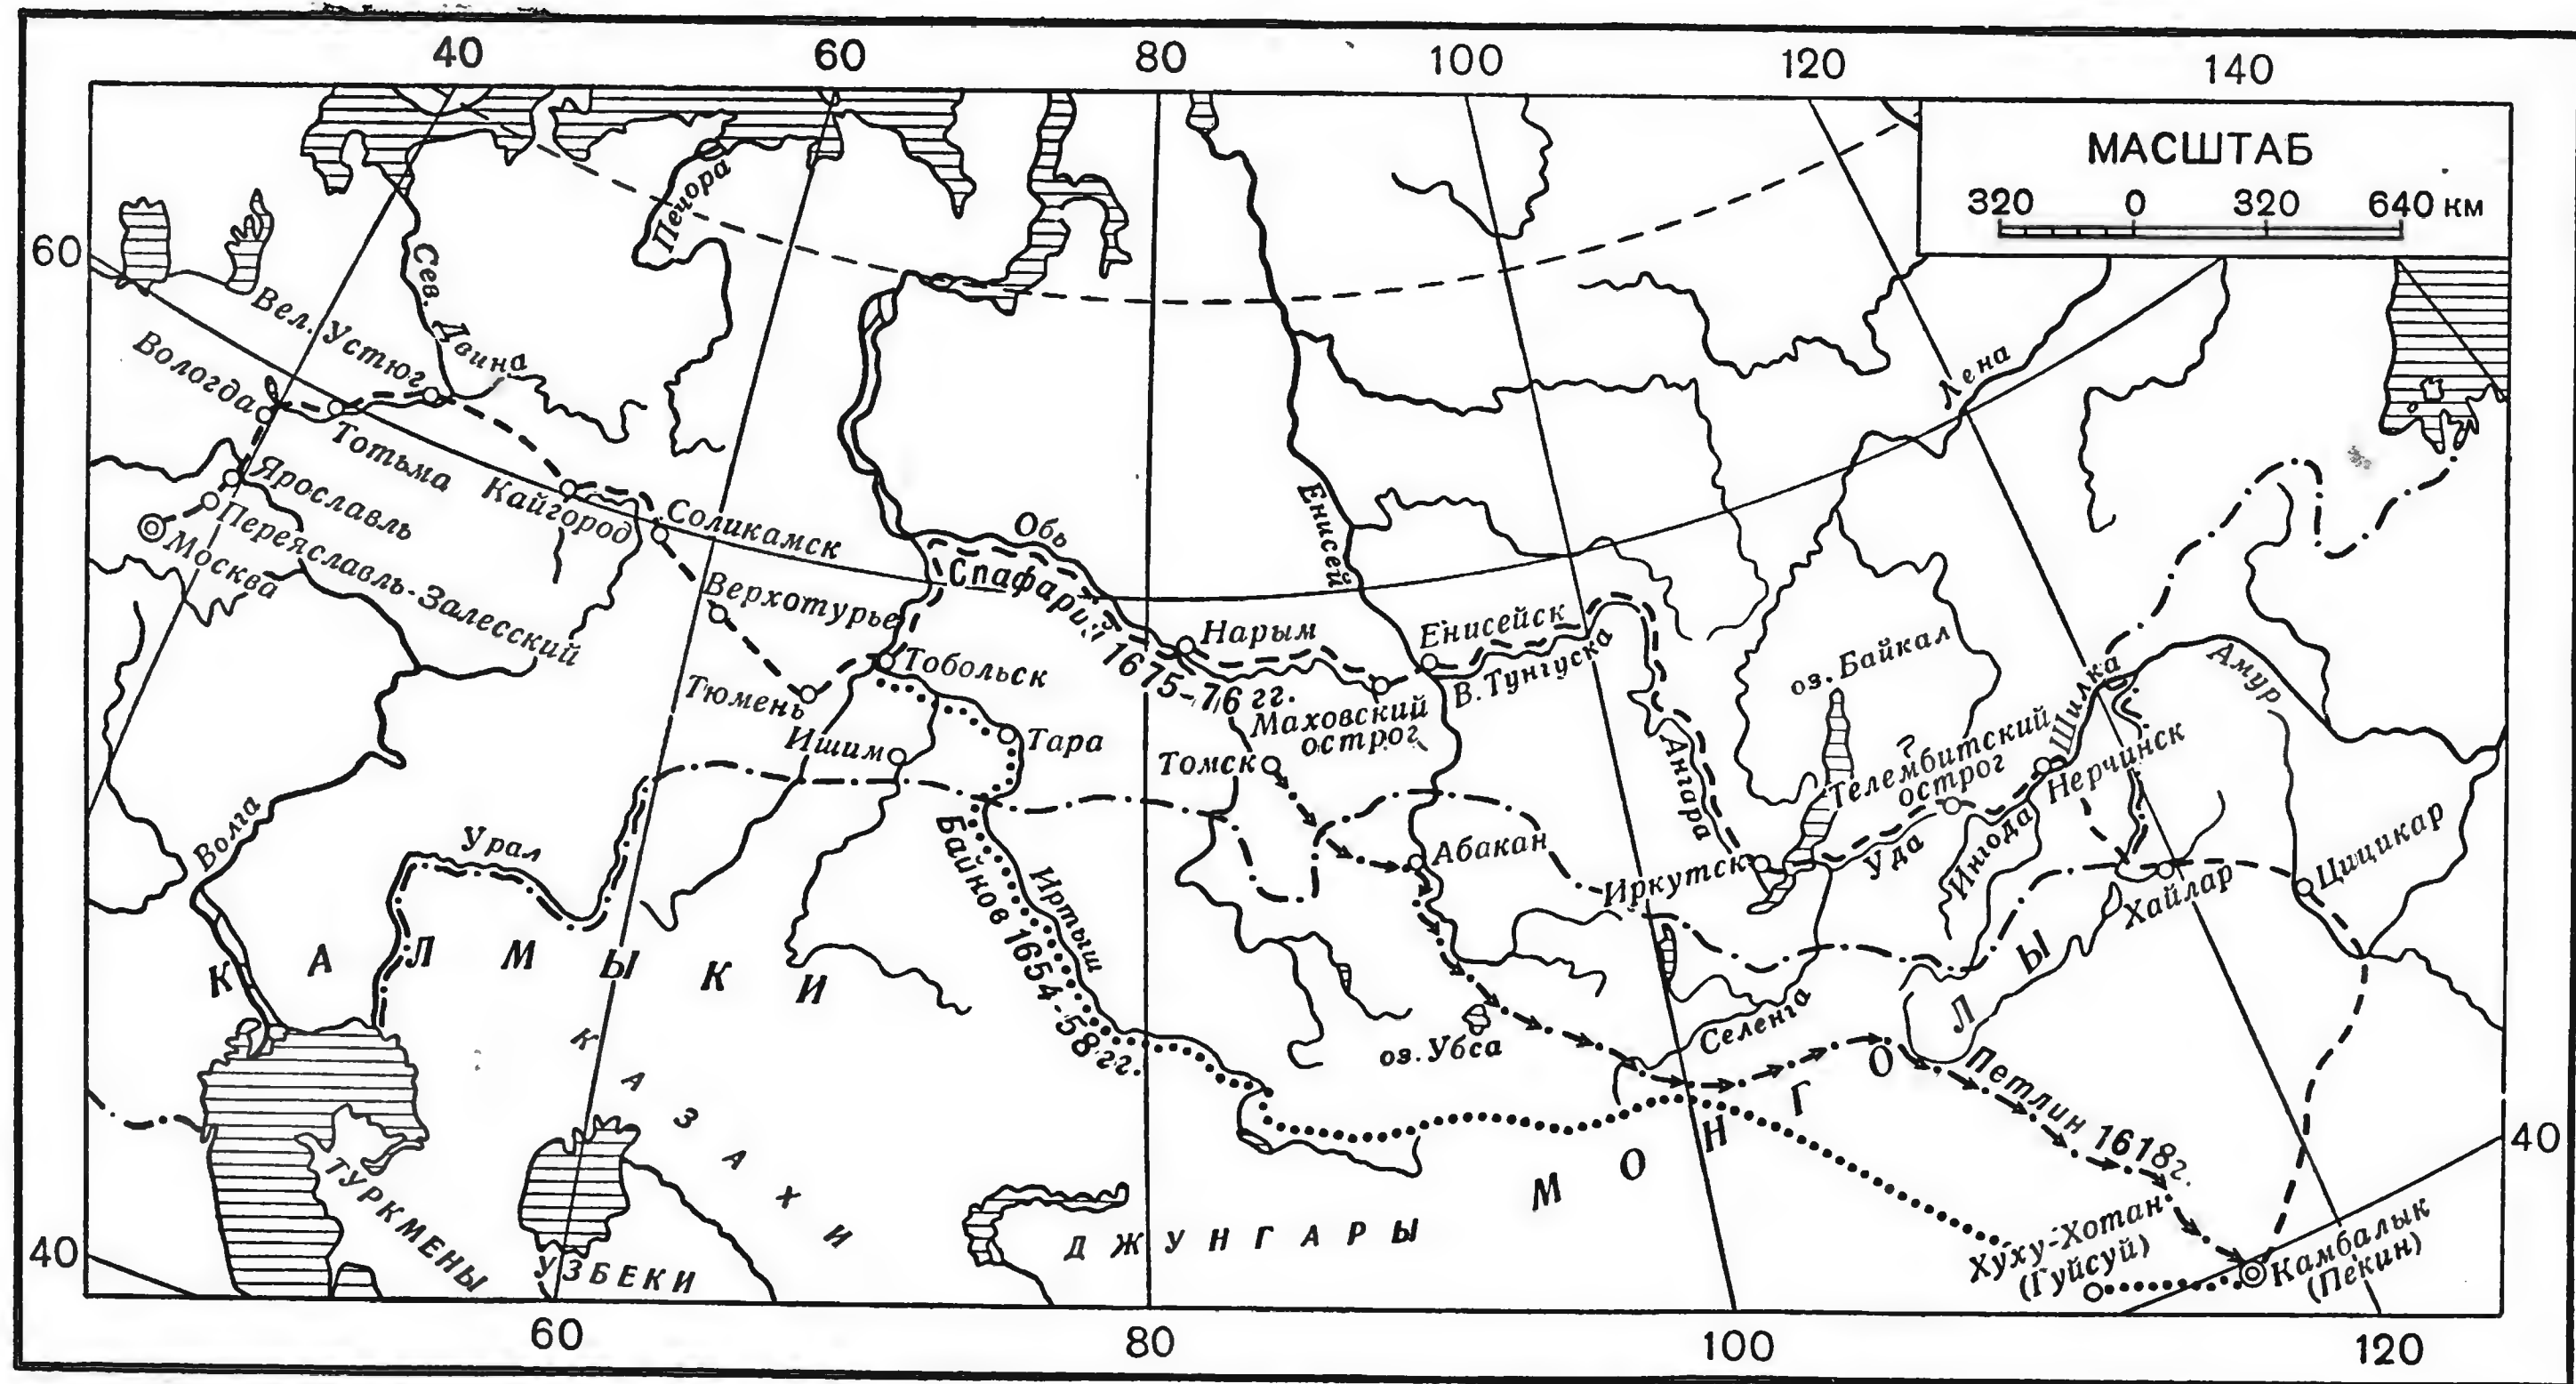 40 60 80 100 120 140
МАСШТАБ
320 0 320 640 км
60
Печора
Сев. Двина
Вел. Устюг
Вологда
Тотьма
Ярославль
Кайгород
Переяславль-Залесский
Москва
Соликамск
Верхотурье
Обь
Спафарий 1675-76 гг.
Енисей
Лена
Нарым
Енисейск
В. Тунгуска
Тобольск
Тюмень
Ишим
Тара
Маховский
острог
Томск
Ангара
оз. Байкал
?
Телембитский
острог
Шилка
Амур
Нерчинск
Волга
Урал
Байков 1654-58 гг.
Иртыш
Абакан
Иркутск
Уда
Ингода
Хайлар
Цицикар
КАЛМЫКИ
КАЗАХИ
оз. Убса
Селенга
МОНГОЛЫ
Петлин 1618г.
40
ТУРКМЕНЫ
УЗБЕКИ
ДЖУНГАРЫ
Хуху-Хотан
(Гуйсуй)
Камбалык
(Пекин)
40
60 80 100 120